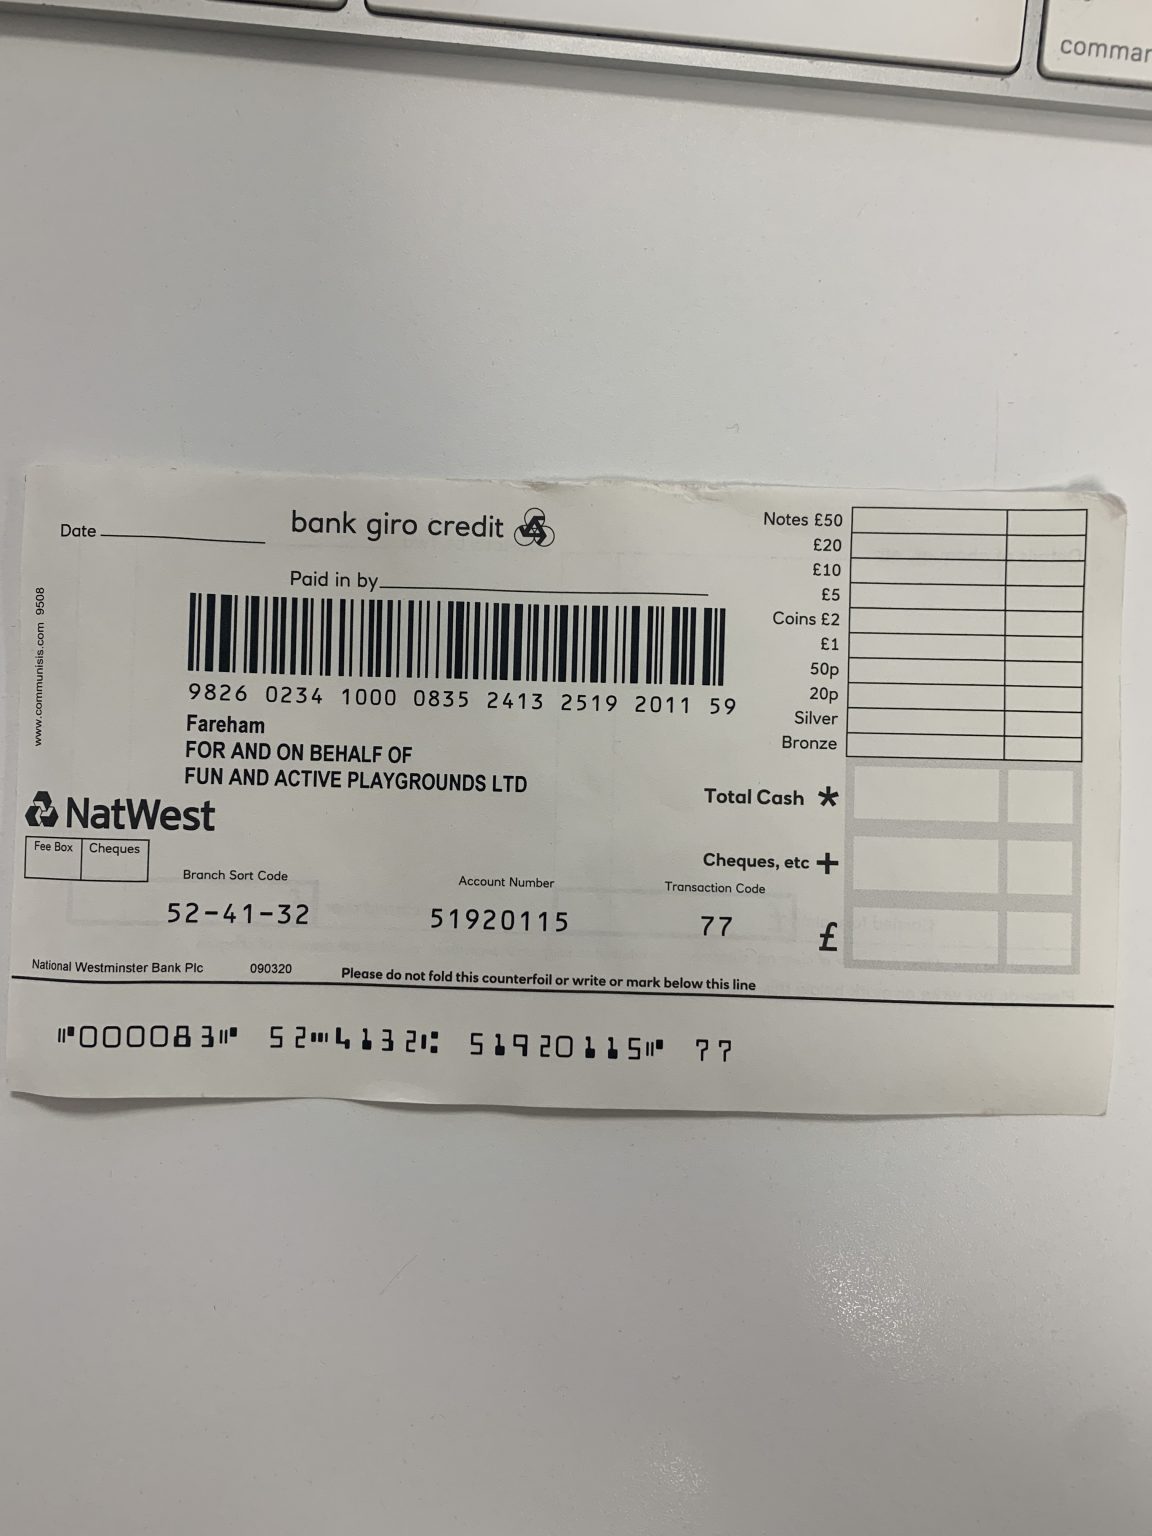 comman
Date
bank giro credit
Paid in by
www.communisis.com 9508
9826 0234 1000 0835 2413 2519 2011 59
Fareham
FOR AND ON BEHALF OF
FUN AND ACTIVE PLAYGROUNDS LTD
NatWest
Fee Box Cheques
Branch Sort Code
52-41-32
Account Number
51920115
Transaction Code
77
Notes £50
£20
£10
£5
Coins £2
£1
50p
20p
Silver
Bronze
Total Cash *
Cheques, etc +
£
National Westminster Bank Plc 090320 Please do not fold this counterfoil or write or mark below this line
⑈000083⑈ 52⑉4132⑆ 51920115⑈ 77